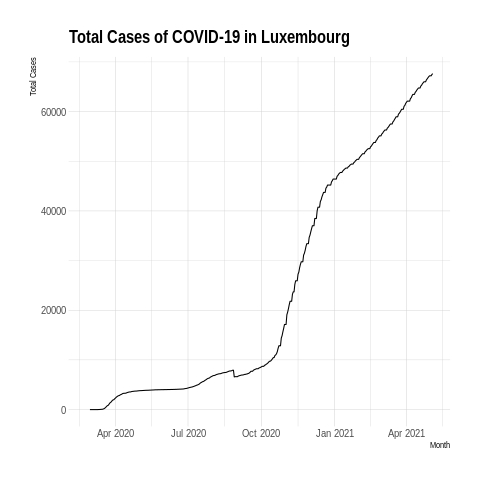 Total Cases of COVID-19 in Luxembourg
Total Cases
60000
40000
20000
0
Apr 2020 Jul 2020 Oct 2020 Jan 2021 Apr 2021
Month